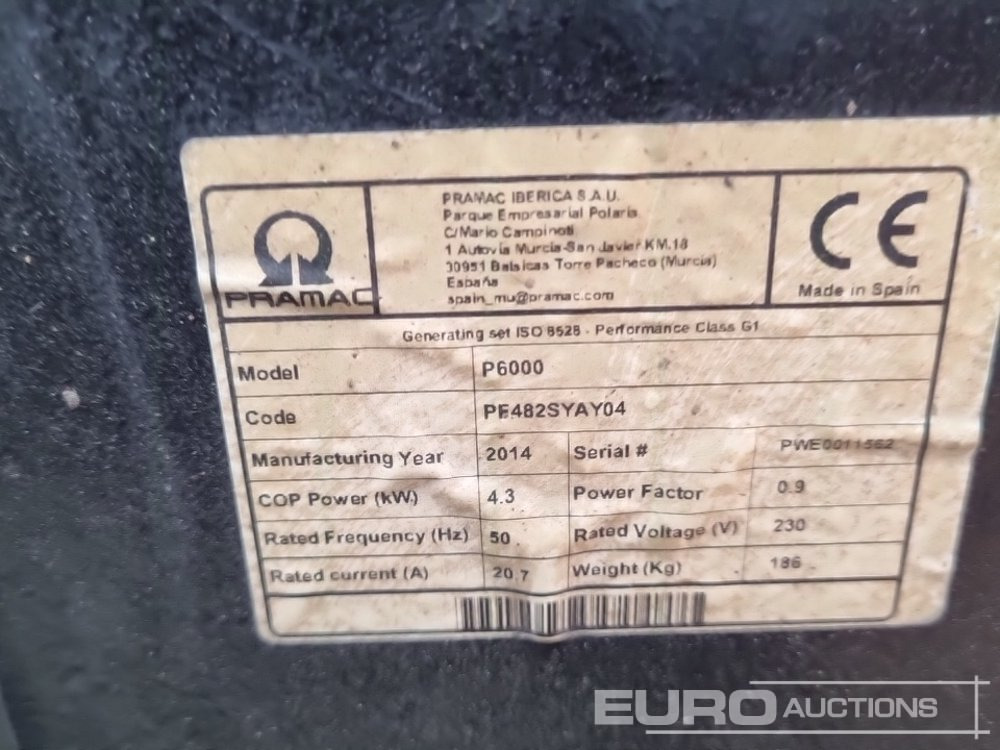 PRAMAC
PRAMAC IBERICA S.A.U.
Parque Empresarial Polaris
C/Mario Campinoti
1 Autovia Murcia-San Javier KM.18
30951 Balsicas Torre Pacheco (Murcia)
España
spain_mu@pramac.com
CE
Made in Spain
Generating set ISO 8528 - Performance Class G1
Model P6000
Code PE482SYAY04
Manufacturing Year 2014 Serial # PWE0011562
COP Power (kW) 4.3 Power Factor 0.9
Rated Frequency (Hz) 50 Rated Voltage (V) 230
Rated current (A) 20.7 Weight (Kg) 186
EURO AUCTIONS